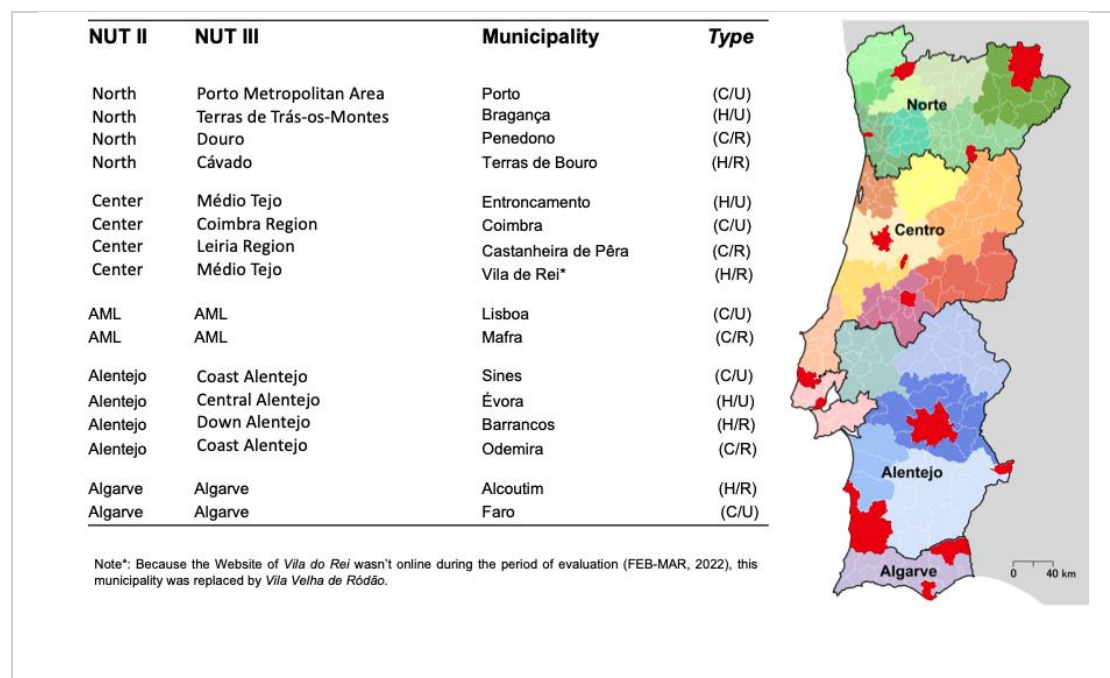 NUT II NUT III Municipality Type
North Porto Metropolitan Area Porto (C/U)
North Terras de Trás-os-Montes Bragança (H/U)
North Douro Penedono (C/R)
North Cávado Terras de Bouro (H/R)
Center Médio Tejo Entroncamento (H/U)
Center Coimbra Region Coimbra (C/U)
Center Leiria Region Castanheira de Pêra (C/R)
Center Médio Tejo Vila de Rei* (H/R)
AML AML Lisboa (C/U)
AML AML Mafra (C/R)
Alentejo Coast Alentejo Sines (C/U)
Alentejo Central Alentejo Évora (H/U)
Alentejo Down Alentejo Barrancos (H/R)
Alentejo Coast Alentejo Odemira (C/R)
Algarve Algarve Alcoutim (H/R)
Algarve Algarve Faro (C/U)
Note*: Because the Website of Vila do Rei wasn't online during the period of evaluation (FEB-MAR, 2022), this
municipality was replaced by Vila Velha de Ródão.
Norte
Centro
Alentejo
Algarve
0 40 km